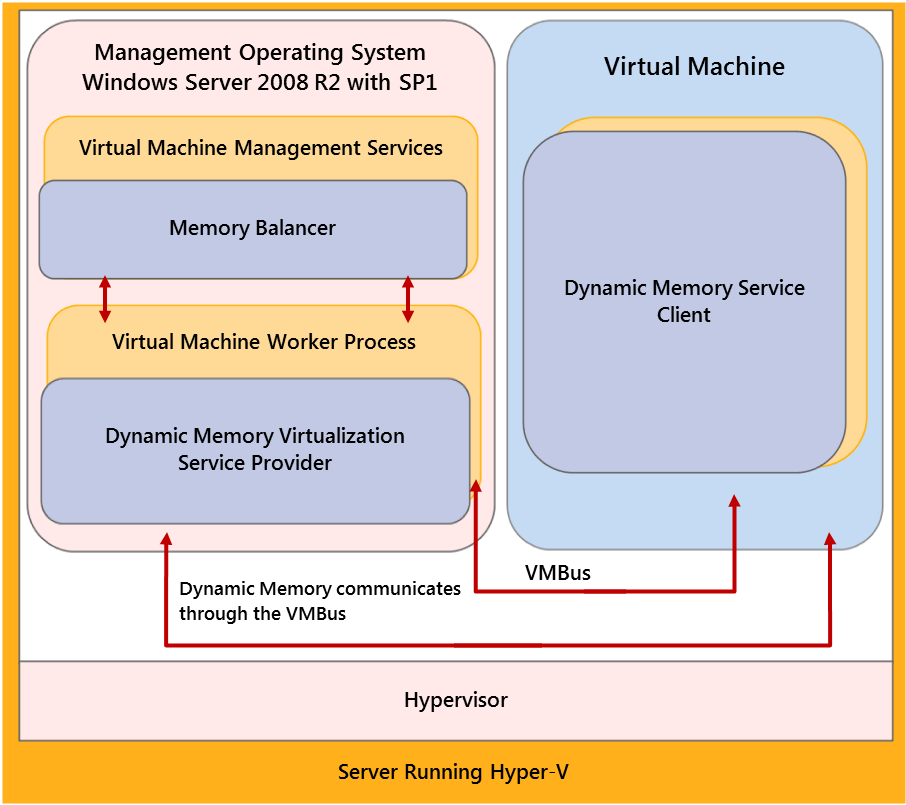 Management Operating System
Windows Server 2008 R2 with SP1
Virtual Machine Management Services
Memory Balancer
Virtual Machine Worker Process
Dynamic Memory Virtualization
Service Provider
Virtual Machine
Dynamic Memory Service
Client
VMBus
Dynamic Memory communicates
through the VMBus
Hypervisor
Server Running Hyper-V